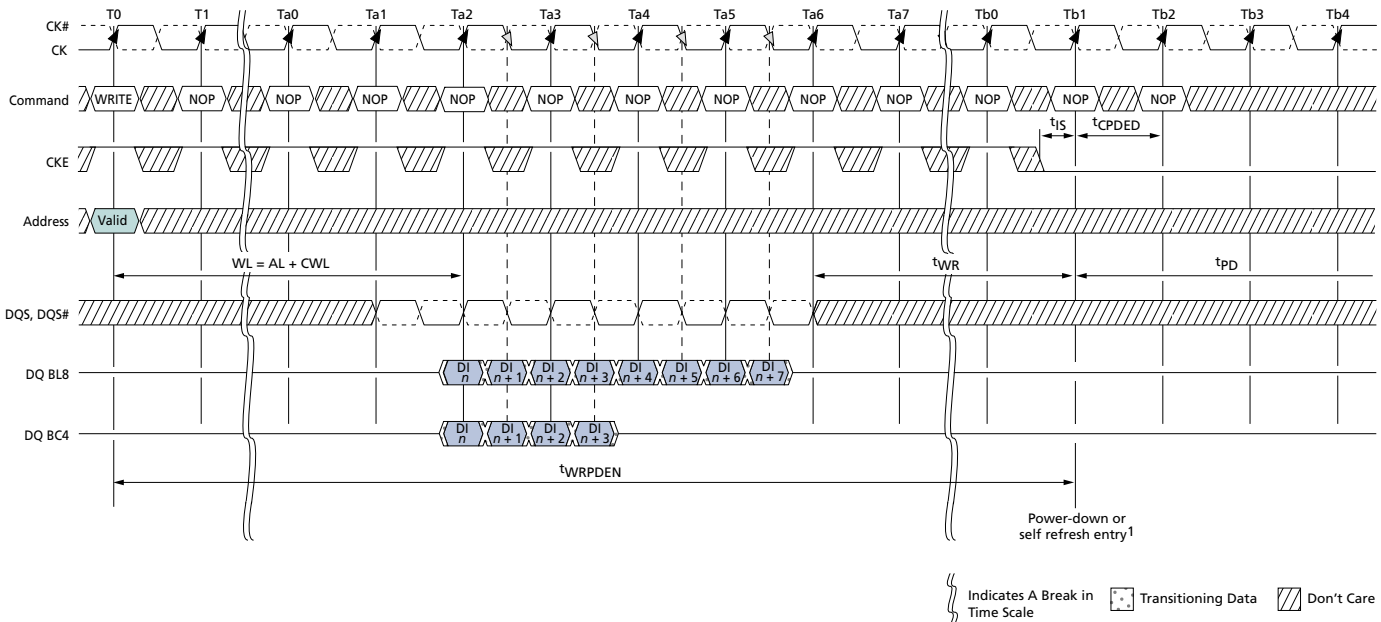 T0 T1 Ta0 Ta1 Ta2 Ta3 Ta4 Ta5 Ta6 Ta7 Tb0 Tb1 Tb2 Tb3 Tb4
CK#
CK
Command WRITE NOP NOP NOP NOP NOP NOP NOP NOP NOP NOP NOP NOP
tIS tCPDED
CKE
Address Valid
WL = AL + CWL tWR tPD
DQS, DQS#
DQ BL8 DI n DI n + 1 DI n + 2 DI n + 3 DI n + 4 DI n + 5 DI n + 6 DI n + 7
DQ BC4 DI n DI n + 1 DI n + 2 DI n + 3
tWRPDEN
Power-down or
self refresh entry1
Indicates A Break in
Time Scale
Transitioning Data
Don't Care